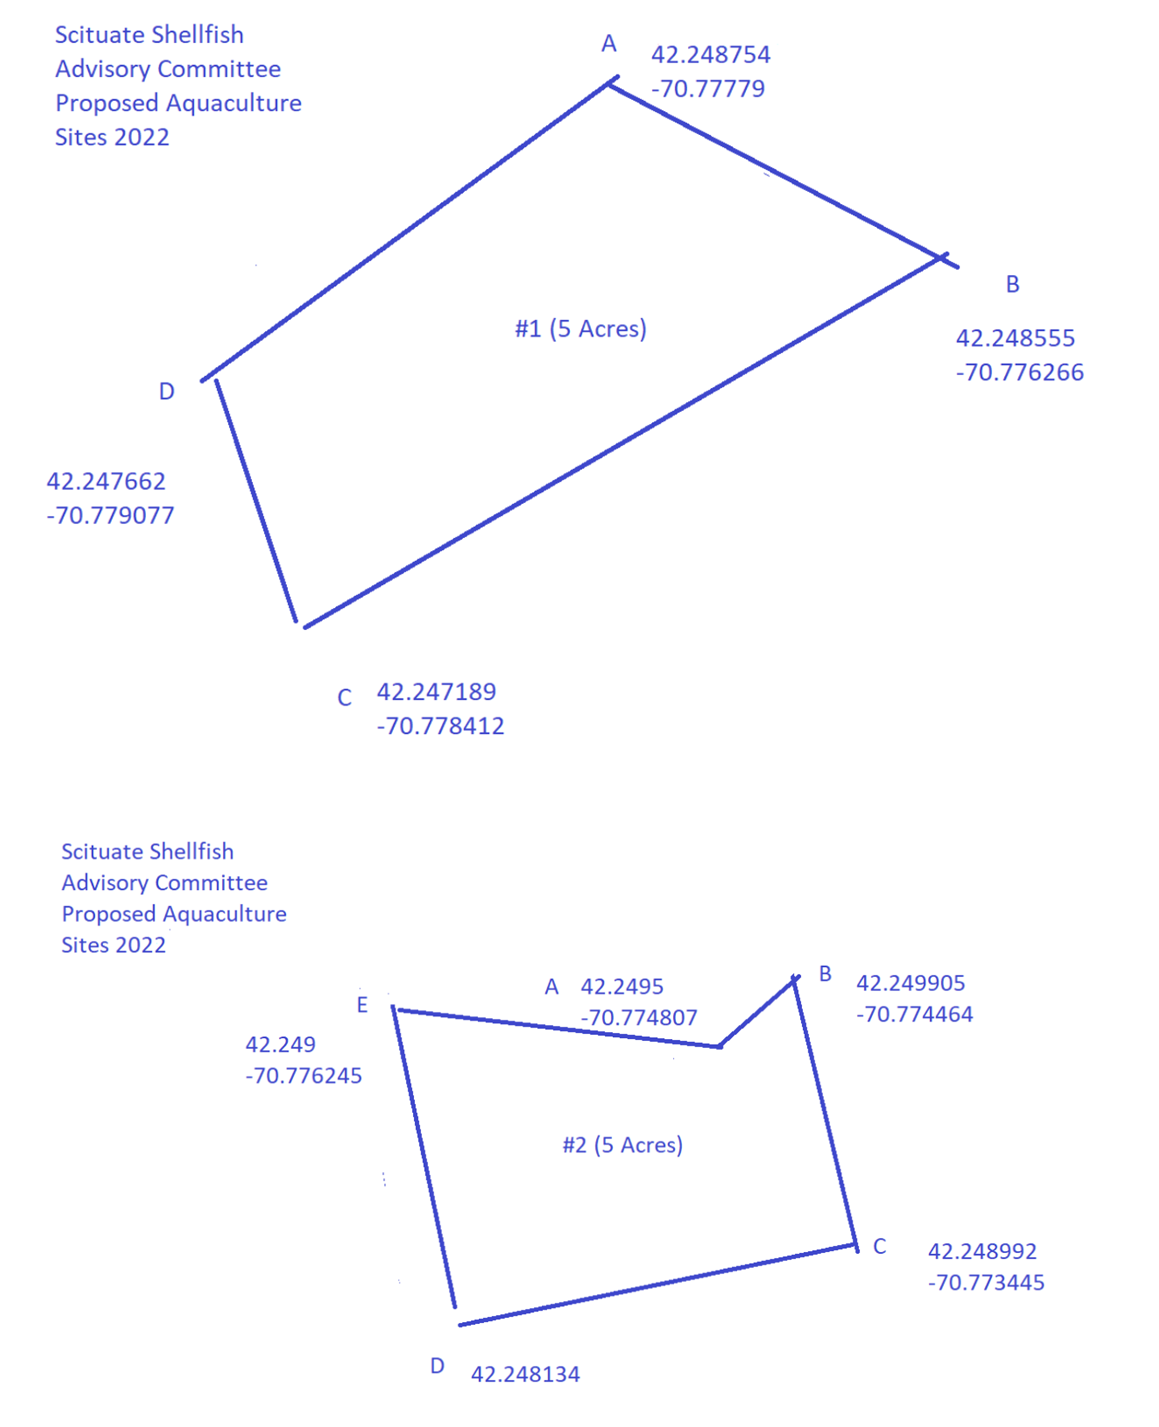 Scituate Shellfish
Advisory Committee
Proposed Aquaculture
Sites 2022
A
42.248754
-70.77779
B
42.248555
-70.776266
#1 (5 Acres)
D
42.247662
-70.779077
C
42.247189
-70.778412
Scituate Shellfish
Advisory Committee
Proposed Aquaculture
Sites 2022
A
42.2495
-70.774807
B
42.249905
-70.774464
E
42.249
-70.776245
#2 (5 Acres)
C
42.248992
-70.773445
D
42.248134